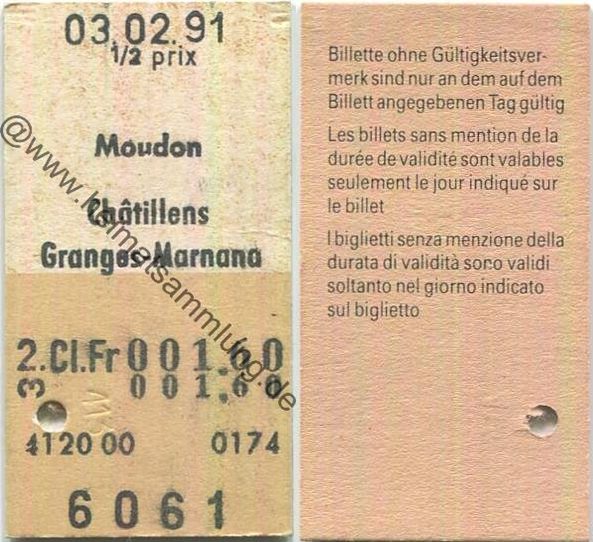 03.02.91
1/2 prix
Moudon
Châtillens
Granges-Marnand
2.Cl.Fr 001.60
3 001.60
412000 0174
6061
@www.heimatsammlung.de
Billette ohne Gültigkeitsver-
merk sind nur an dem auf dem
Billett angegebenen Tag gültig
Les billets sans mention de la
durée de validité sont valables
seulement le jour indiqué sur
le billet
I biglietti senza menzione della
durata di validità sono validi
soltanto nel giorno indicato
sul biglietto